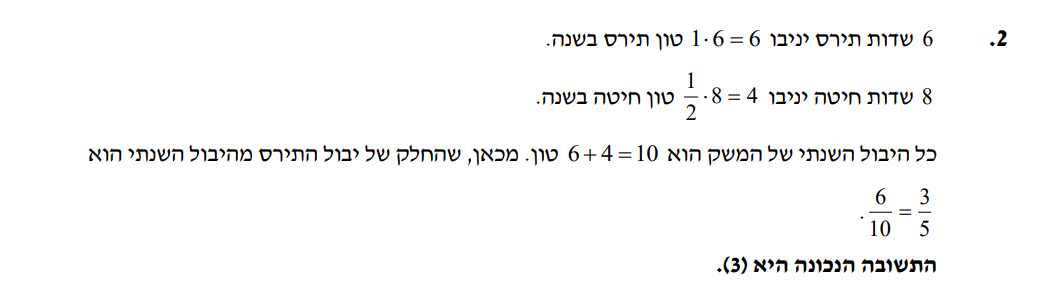 2. 6 שדות תירס יניבו 1·6 = 6 טון תירס בשנה.
8 שדות חיטה יניבו 1/2·8 = 4 טון חיטה בשנה.
כל היבול השנתי של המשק הוא 6+4=10 טון. מכאן, שהחלק של יבול התירס מהיבול השנתי הוא
6/10 = 3/5.
התשובה הנכונה היא (3).